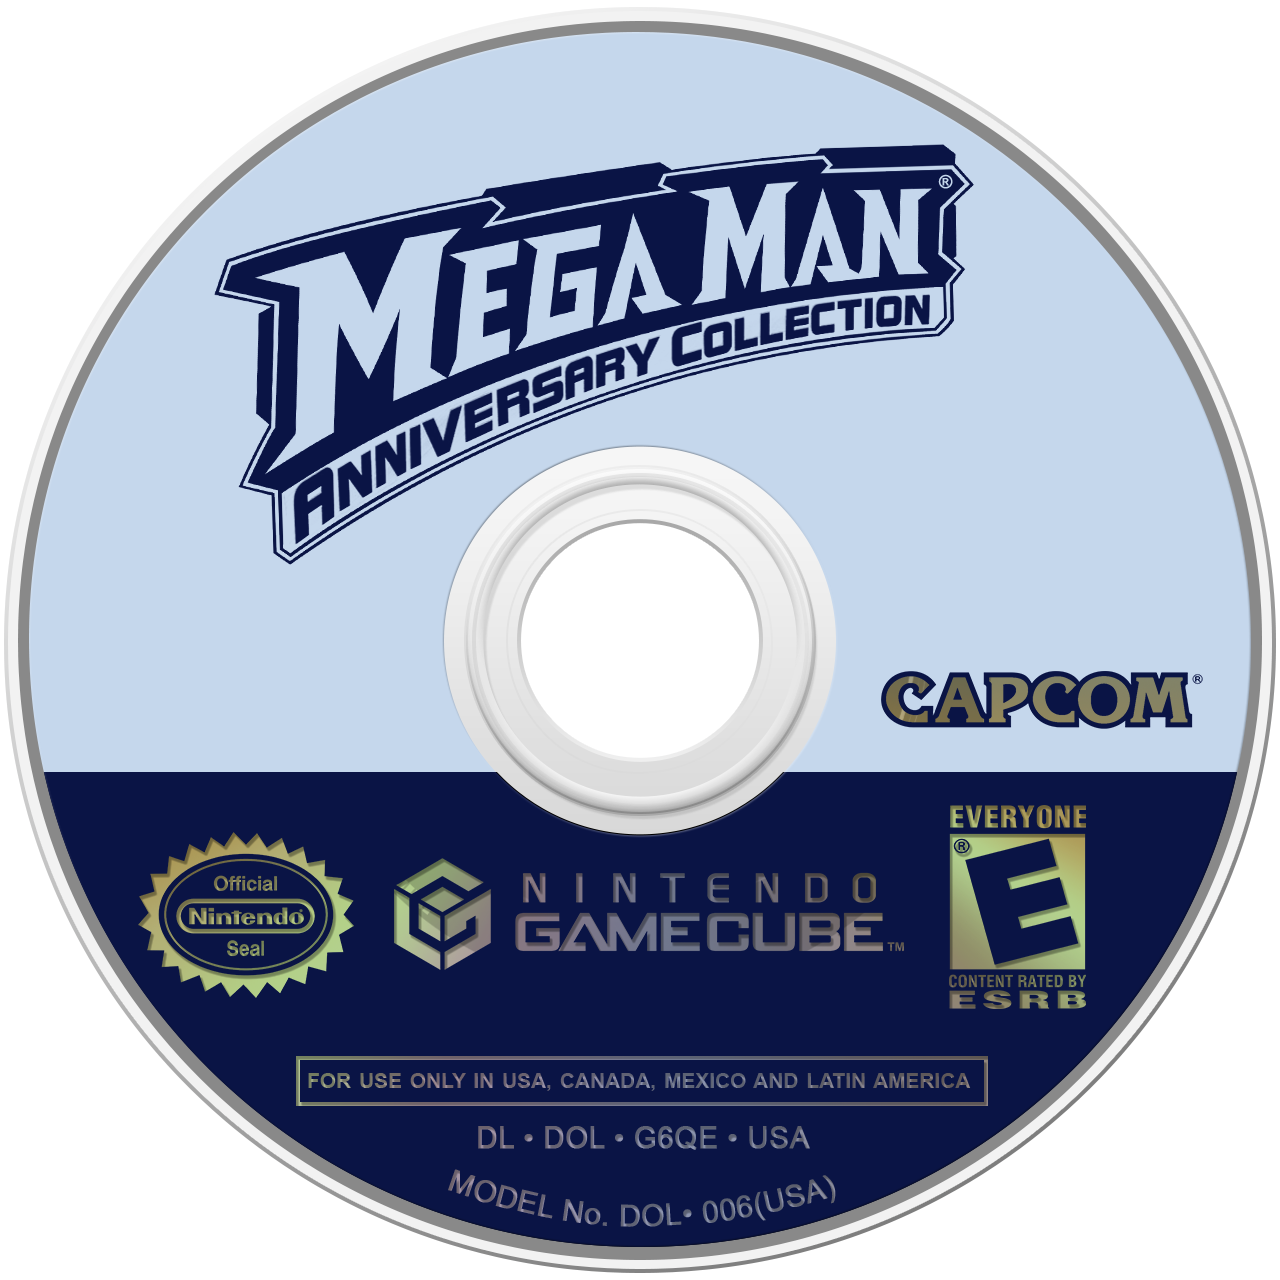 MEGA MAN®
ANNIVERSARY COLLECTION
CAPCOM®
EVERYONE
E®
CONTENT RATED BY
ESRB
Official
Nintendo®
Seal
NINTENDO
GAMECUBE™
FOR USE ONLY IN USA, CANADA, MEXICO AND LATIN AMERICA
DL • DOL • G6QE • USA
MODEL No. DOL• 006(USA)